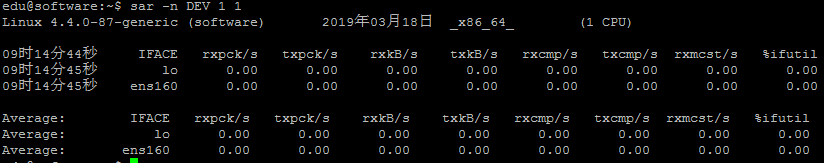 edu@software:~$ sar -n DEV 1 1
Linux 4.4.0-87-generic (software) 2019年03月18日 _x86_64_ (1 CPU)
09时14分44秒 IFACE rxpck/s txpck/s rxkB/s txkB/s rxcmp/s txcmp/s rxmcst/s %ifutil
09时14分45秒 lo 0.00 0.00 0.00 0.00 0.00 0.00 0.00 0.00
09时14分45秒 ens160 0.00 0.00 0.00 0.00 0.00 0.00 0.00 0.00
Average: IFACE rxpck/s txpck/s rxkB/s txkB/s rxcmp/s txcmp/s rxmcst/s %ifutil
Average: lo 0.00 0.00 0.00 0.00 0.00 0.00 0.00 0.00
Average: ens160 0.00 0.00 0.00 0.00 0.00 0.00 0.00 0.00